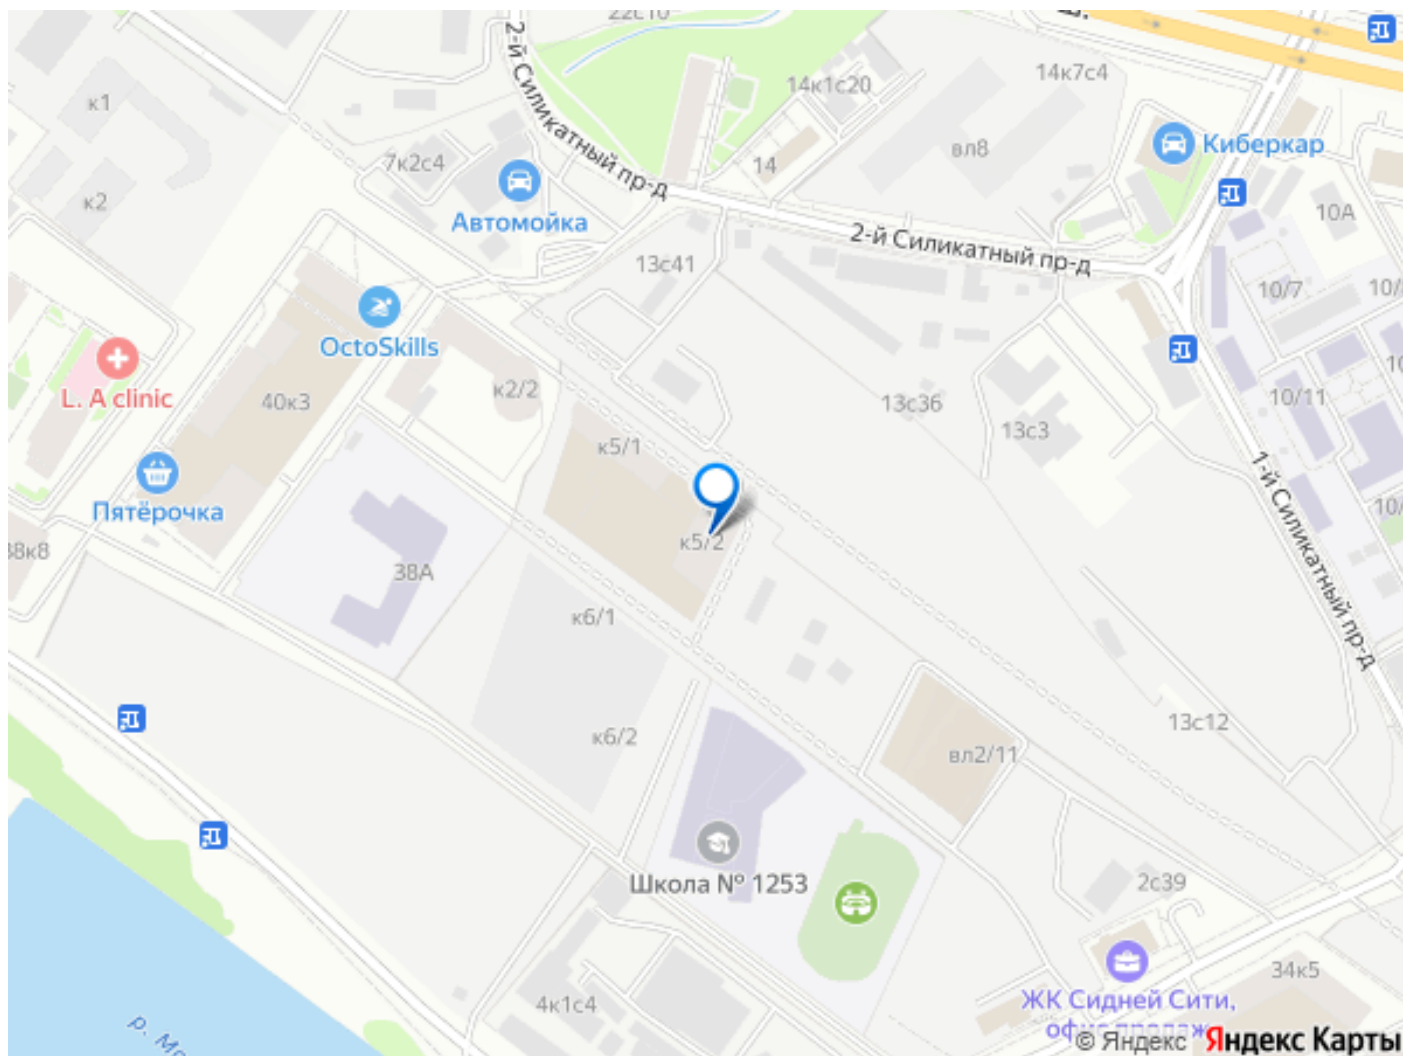 22с10
2-й Силикатный пр-д
14к7с4
14к1с20
к1
Киберкар
вл8
7к2с4
14
к2
10А
Автомойка
2-й Силикатный пр-д
13с41
10/7
OctoSkills
L. A clinic
к2/2
40к3
13с36
10/11
13с3
к5/1
1-й Силикатный пр-д
Пятёрочка
к5/2
38А
к6/1
13с12
к6/2
вл2/11
Школа № 1253
2с39
34к5
4к1с4
ЖК Сидней Сити,
© Яндекс
Яндекс Карты